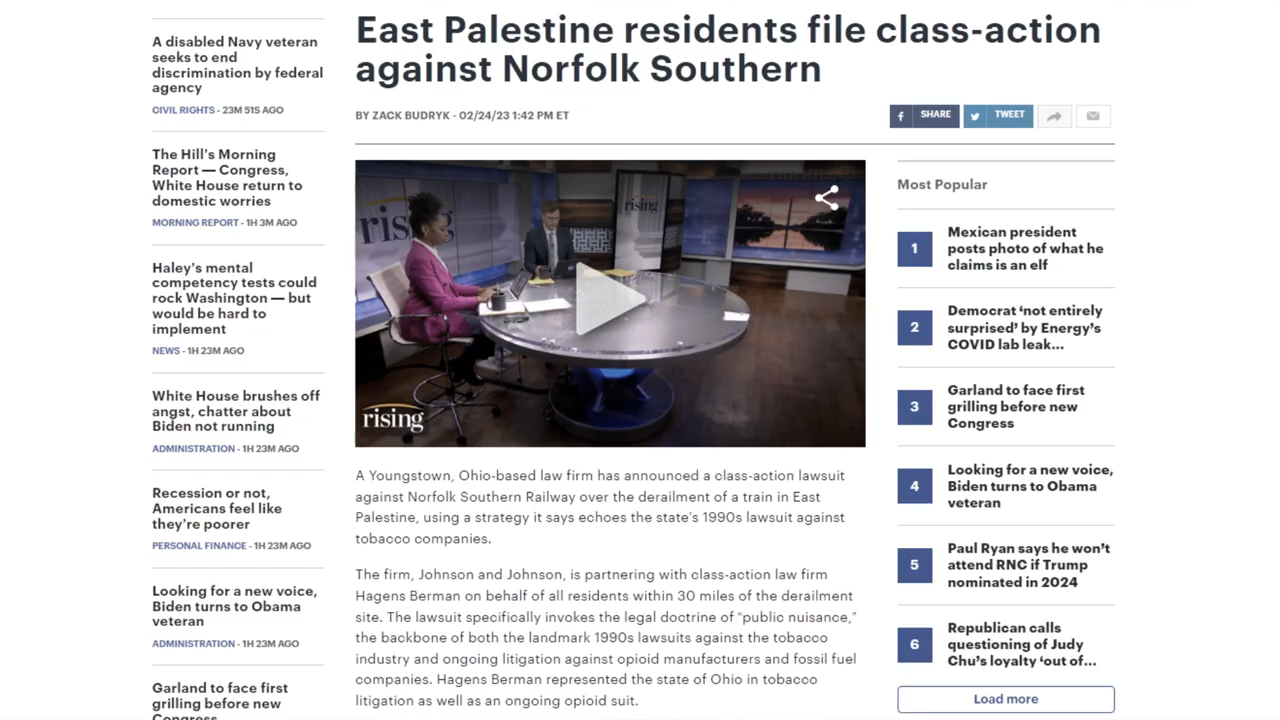 East Palestine residents file class-action
against Norfolk Southern
BY ZACK BUDRYK - 02/24/23 1:42 PM ET
SHARE
TWEET
A disabled Navy veteran
seeks to end
discrimination by federal
agency
CIVIL RIGHTS - 23M 51S AGO
The Hill's Morning
Report — Congress,
White House return to
domestic worries
MORNING REPORT - 1H 3M AGO
Haley's mental
competency tests could
rock Washington — but
would be hard to
implement
NEWS - 1H 23M AGO
White House brushes off
angst, chatter about
Biden not running
ADMINISTRATION - 1H 23M AGO
Recession or not,
Americans feel like
they're poorer
PERSONAL FINANCE - 1H 23M AGO
Looking for a new voice,
Biden turns to Obama
veteran
ADMINISTRATION - 1H 23M AGO
Garland to face first
grilling before new
Congress
rising
rising
rising
A Youngstown, Ohio-based law firm has announced a class-action lawsuit
against Norfolk Southern Railway over the derailment of a train in East
Palestine, using a strategy it says echoes the state's 1990s lawsuit against
tobacco companies.
The firm, Johnson and Johnson, is partnering with class-action law firm
Hagens Berman on behalf of all residents within 30 miles of the derailment
site. The lawsuit specifically invokes the legal doctrine of "public nuisance,"
the backbone of both the landmark 1990s lawsuits against the tobacco
industry and ongoing litigation against opioid manufacturers and fossil fuel
companies. Hagens Berman represented the state of Ohio in tobacco
litigation as well as an ongoing opioid suit.
Most Popular
1
Mexican president
posts photo of what he
claims is an elf
2
Democrat 'not entirely
surprised' by Energy's
COVID lab leak...
3
Garland to face first
grilling before new
Congress
4
Looking for a new voice,
Biden turns to Obama
veteran
5
Paul Ryan says he won't
attend RNC if Trump
nominated in 2024
6
Republican calls
questioning of Judy
Chu's loyalty 'out of...
Load more